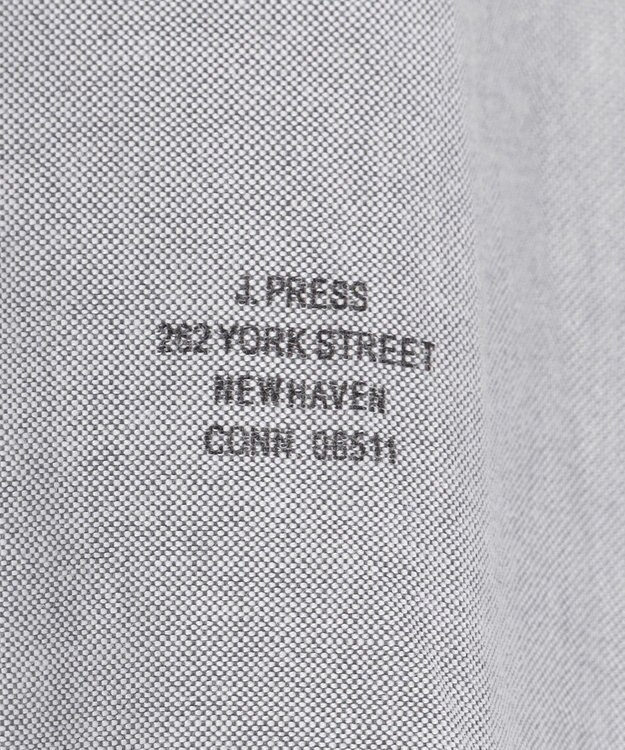 J. PRESS
262 YORK STREET
NEW HAVEN
CONN. 06511